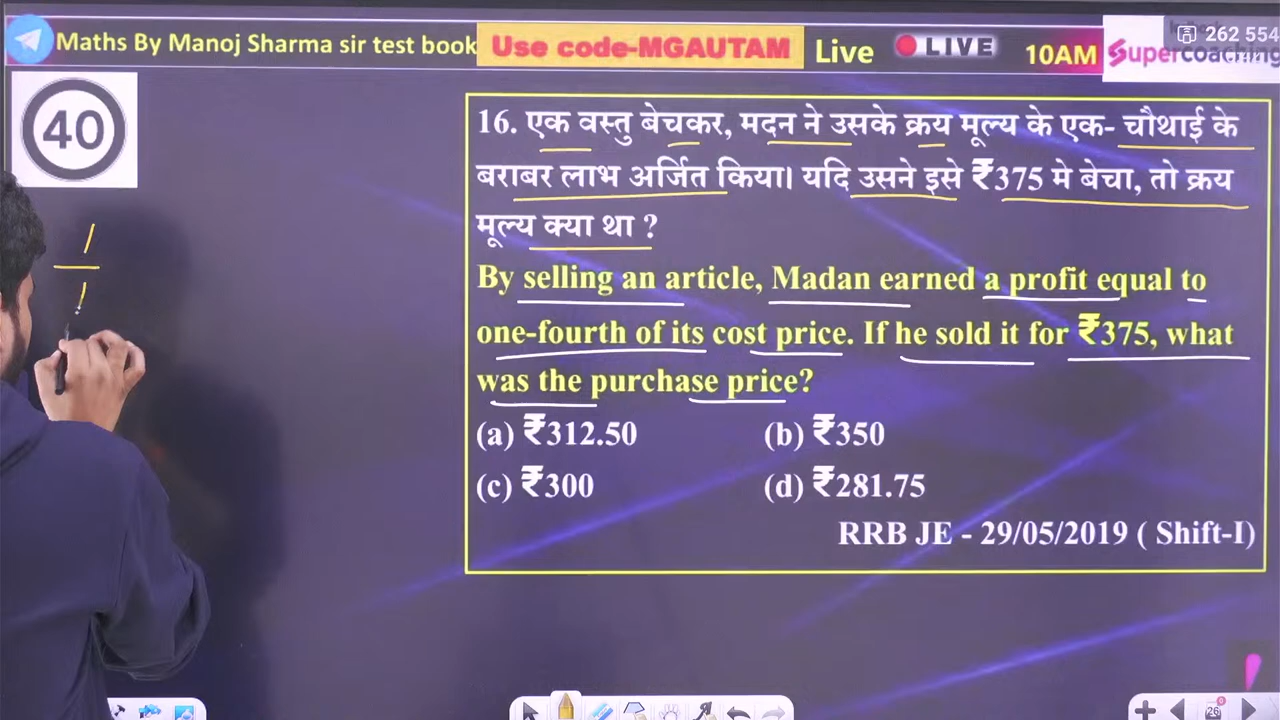 Maths By Manoj Sharma sir test book Use code-MGAUTAM Live LIVE 10AM Supercoaching
262 554
40
16. एक वस्तु बेचकर, मदन ने उसके क्रय मूल्य के एक- चौथाई के
बराबर लाभ अर्जित किया। यदि उसने इसे ₹375 मे बेचा, तो क्रय
मूल्य क्या था ?
By selling an article, Madan earned a profit equal to
one-fourth of its cost price. If he sold it for ₹375, what
was the purchase price?
(a) ₹312.50 (b) ₹350
(c) ₹300 (d) ₹281.75
RRB JE - 29/05/2019 ( Shift-I)